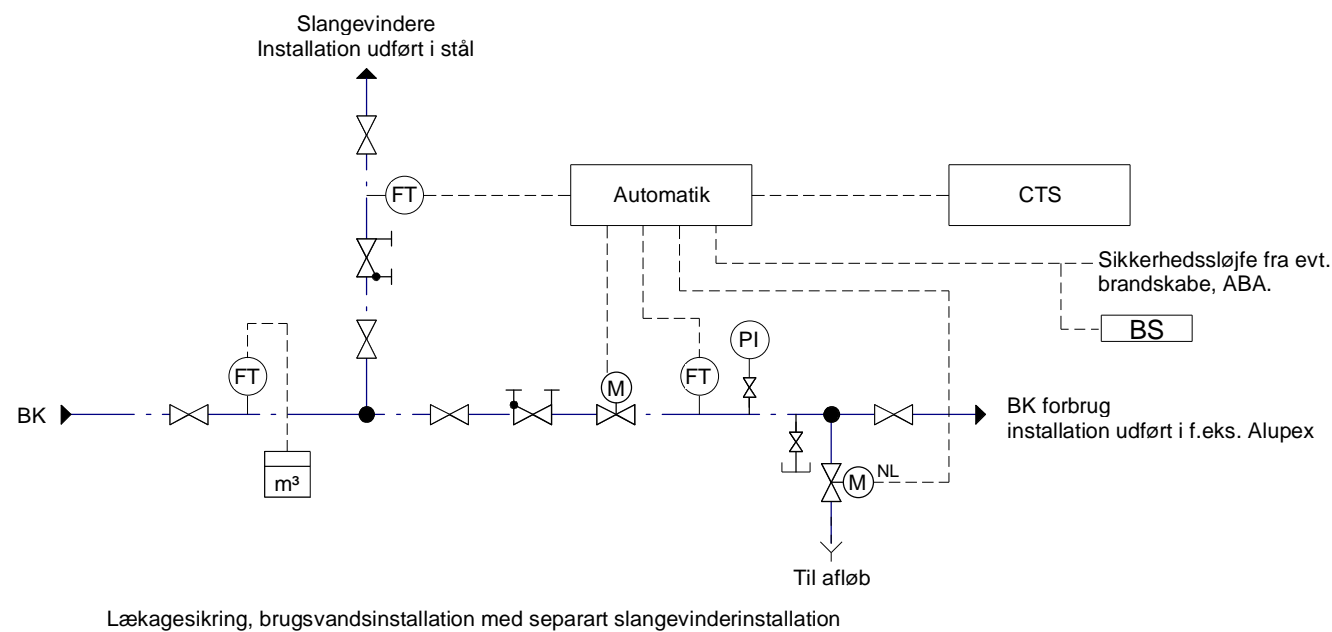 Slangevindere
Installation udført i stål
FT
Automatik
CTS
Sikkerhedssløjfe fra evt.
brandskabe, ABA.
BS
PI
FT
M
FT
BK
BK forbrug
installation udført i f.eks. Alupex
m³
M
NL
Til afløb
Lækagesikring, brugsvandsinstallation med separart slangevinderinstallation